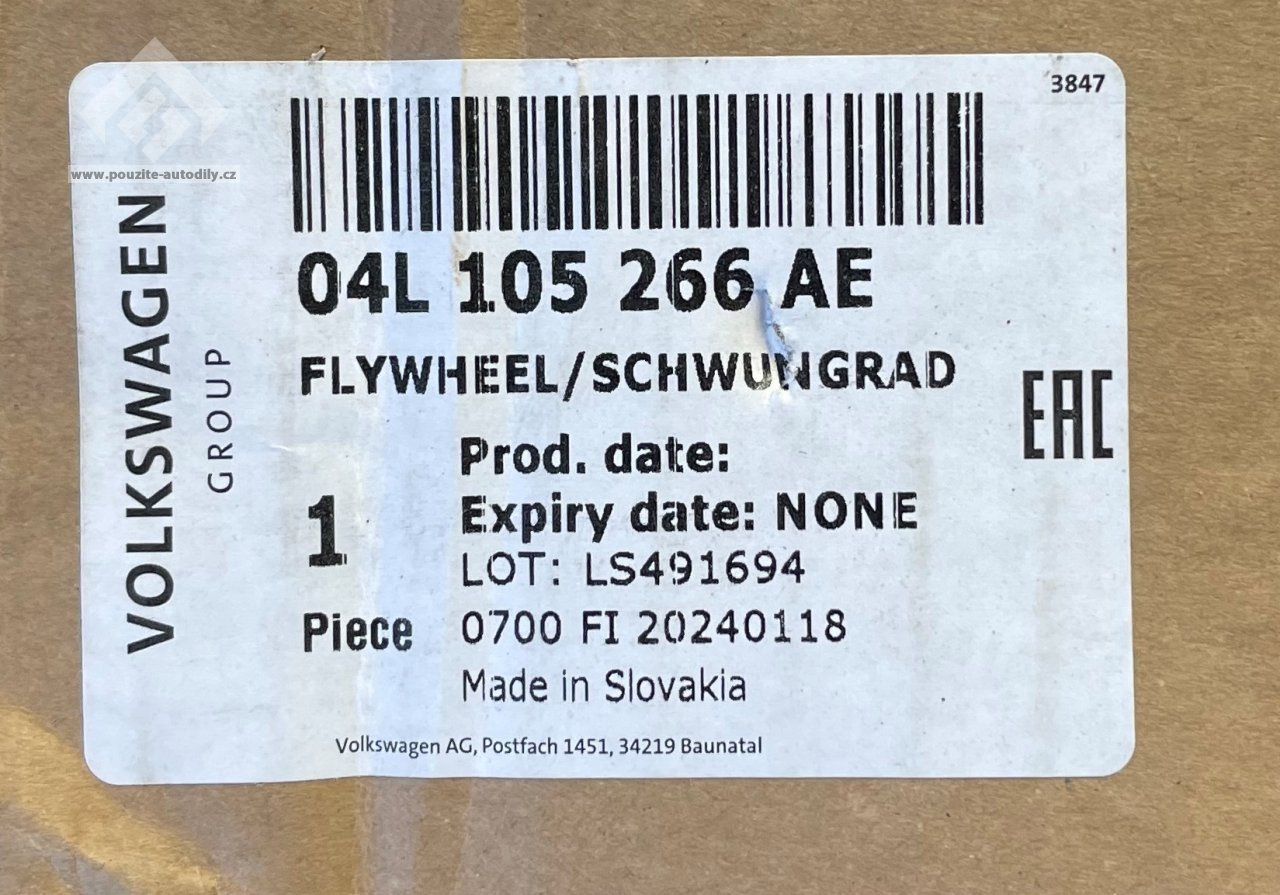 3847
www.pouzite-autodily.cz
VOLKSWAGEN
GROUP
04L 105 266 AE
FLYWHEEL/SCHWUNGRAD
EAC
Prod. date:
Expiry date: NONE
1
LOT: LS491694
Piece
0700 FI 20240118
Made in Slovakia
Volkswagen AG, Postfach 1451, 34219 Baunatal